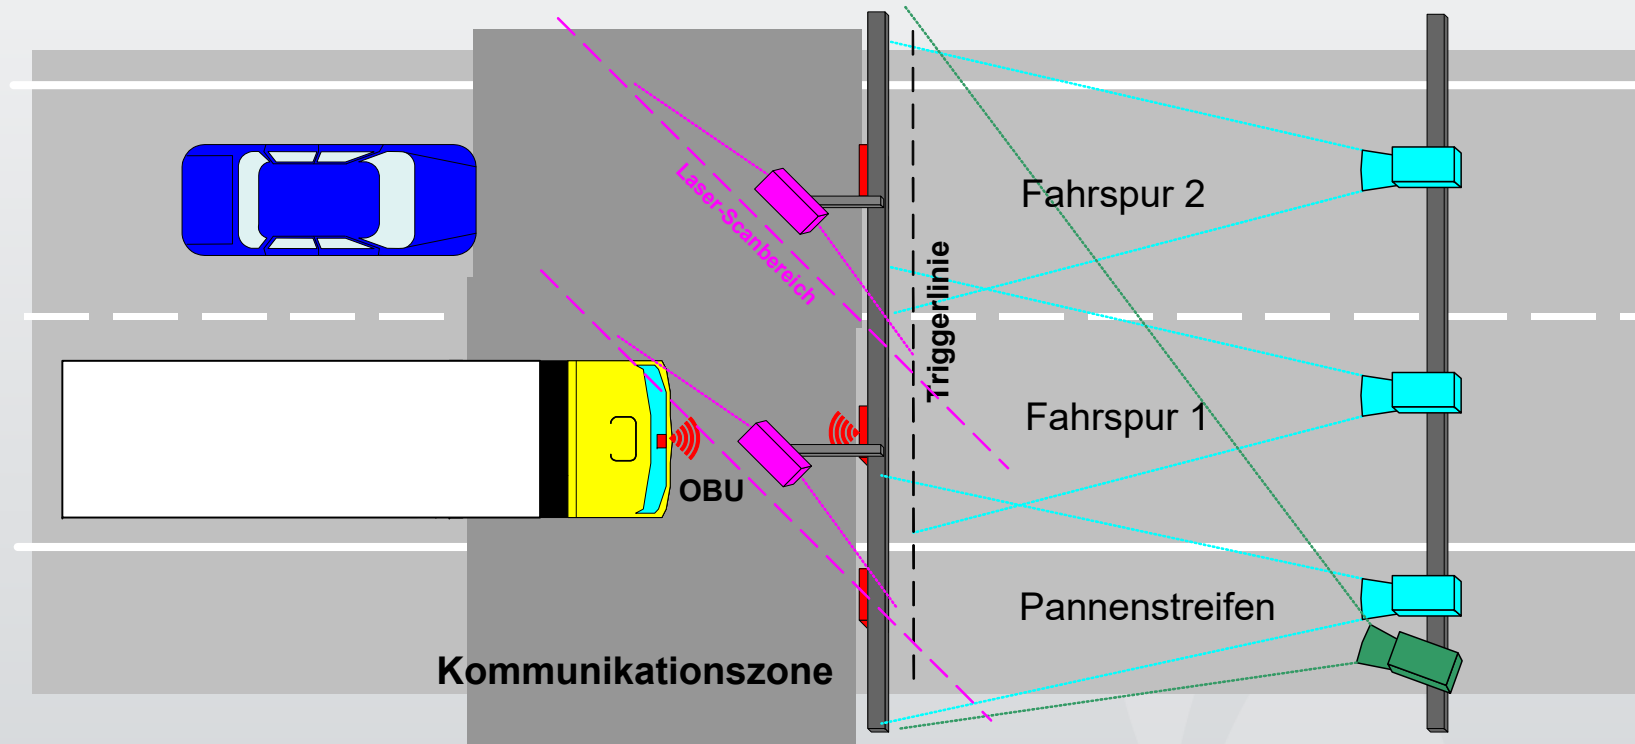 Laser-Scanbereich
Fahrspur 2
Triggerlinie
Fahrspur 1
OBU
Pannenstreifen
Kommunikationszone